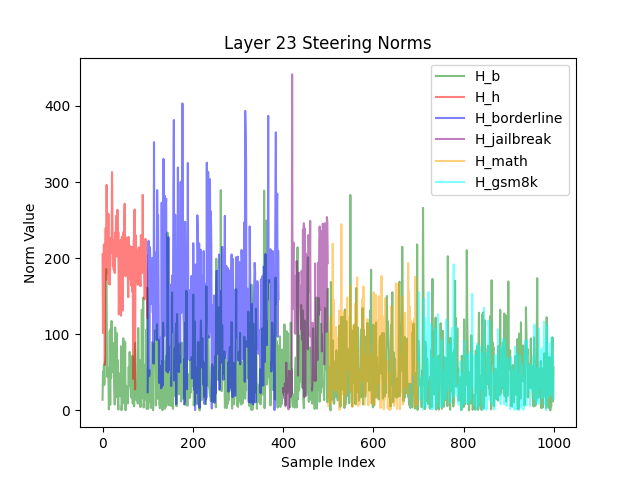 Layer 23 Steering Norms
H_b
H_h
H_borderline
H_jailbreak
H_math
H_gsm8k
Norm Value
400
300
200
100
0
0 200 400 600 800 1000
Sample Index